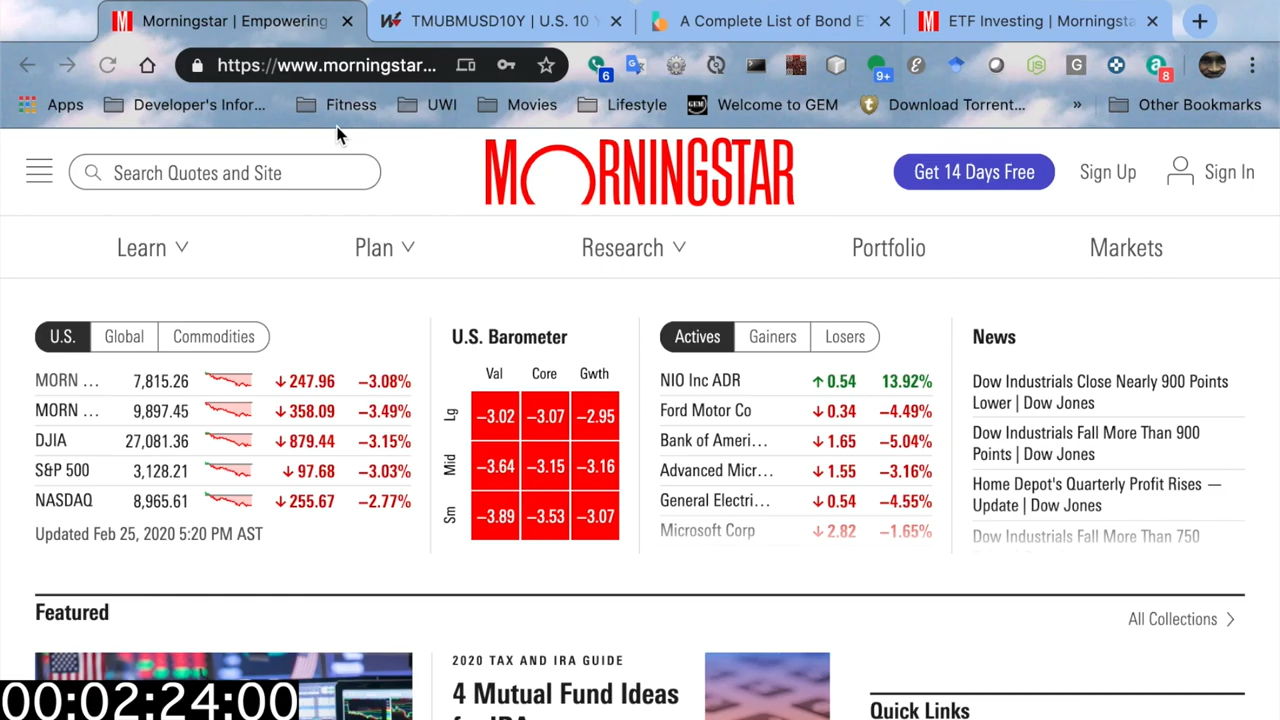 Morningstar | Empowering
TMUBMUSD10Y | U.S. 10
A Complete List of Bond E
ETF Investing | Morningsta
https://www.morningstar...
6
9+
G
8
Apps
Developer's Infor...
Fitness
UWI
Movies
Lifestyle
GEM
Welcome to GEM
Download Torrent...
»
Other Bookmarks
Search Quotes and Site
MORNINGSTAR
Get 14 Days Free
Sign Up
Sign In
Learn
Plan
Research
Portfolio
Markets
U.S. Global Commodities
MORN ... 7,815.26 ↓247.96 –3.08%
MORN ... 9,897.45 ↓358.09 –3.49%
DJIA 27,081.36 ↓879.44 –3.15%
S&P 500 3,128.21 ↓97.68 –3.03%
NASDAQ 8,965.61 ↓255.67 –2.77%
Updated Feb 25, 2020 5:20 PM AST
U.S. Barometer
Val Core Gwth
Lg –3.02 –3.07 –2.95
Mid –3.64 –3.15 –3.16
Sm –3.89 –3.53 –3.07
Actives Gainers Losers
NIO Inc ADR ↑0.54 13.92%
Ford Motor Co ↓0.34 –4.49%
Bank of Ameri... ↓1.65 –5.04%
Advanced Micr... ↓1.55 –3.16%
General Electri... ↓0.54 –4.55%
Microsoft Corp ↓2.82 –1.65%
News
Dow Industrials Close Nearly 900 Points
Lower | Dow Jones
Dow Industrials Fall More Than 900
Points | Dow Jones
Home Depot's Quarterly Profit Rises —
Update | Dow Jones
Dow Industrials Fall More Than 750
Featured
All Collections
2020 TAX AND IRA GUIDE
4 Mutual Fund Ideas
Quick Links
00:02:24:00